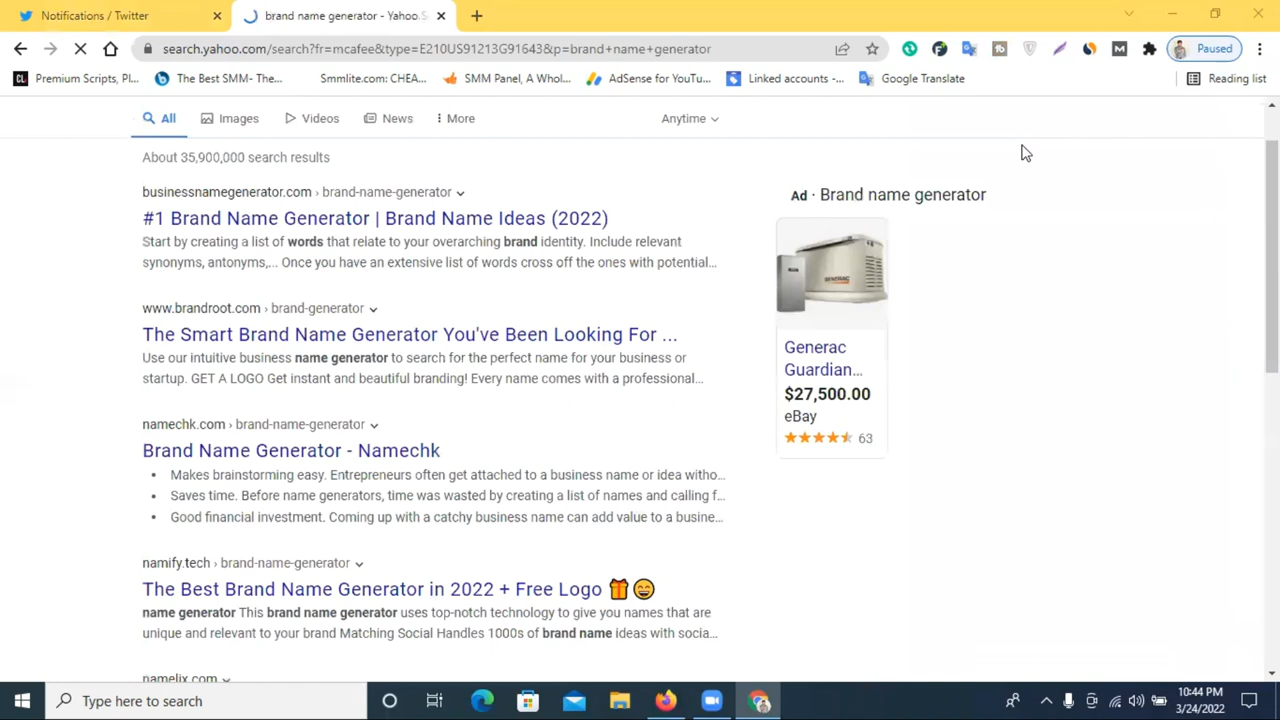 Notifications / Twitter
brand name generator - Yahoo.S
search.yahoo.com/search?fr=mcafee&type=E210US91213G91643&p=brand+name+generator
Paused
Premium Scripts, Pl...
The Best SMM- The...
Smmlite.com: CHEA...
SMM Panel, A Whol...
AdSense for YouTu...
Linked accounts -...
Google Translate
Reading list
All
Images
Videos
News
More
Anytime
About 35,900,000 search results
businessnamegenerator.com › brand-name-generator
#1 Brand Name Generator | Brand Name Ideas (2022)
Start by creating a list of words that relate to your overarching brand identity. Include relevant
synonyms, antonyms,... Once you have an extensive list of words cross off the ones with potential...
www.brandroot.com › brand-generator
The Smart Brand Name Generator You've Been Looking For ...
Use our intuitive business name generator to search for the perfect name for your business or
startup. GET A LOGO Get instant and beautiful branding! Every name comes with a professional...
namechk.com › brand-name-generator
Brand Name Generator - Namechk
• Makes brainstorming easy. Entrepreneurs often get attached to a business name or idea witho...
• Saves time. Before name generators, time was wasted by creating a list of names and calling f...
• Good financial investment. Coming up with a catchy business name can add value to a busine...
namify.tech › brand-name-generator
The Best Brand Name Generator in 2022 + Free Logo 🎁😄
name generator This brand name generator uses top-notch technology to give you names that are
unique and relevant to your brand Matching Social Handles 1000s of brand name ideas with socia...
namelix.com
Ad · Brand name generator
GENERAC
Generac
Guardian...
$27,500.00
eBay
63
Type here to search
10:44 PM
3/24/2022